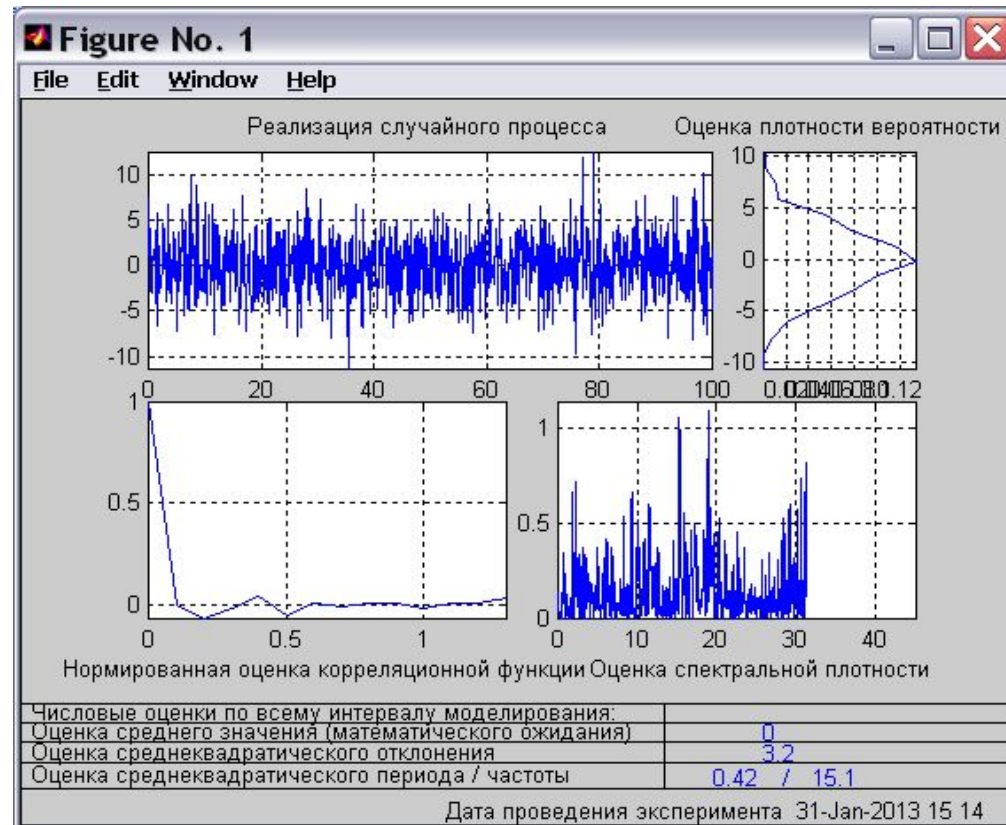 Figure No. 1
File Edit Window Help
Реализация случайного процесса
Оценка плотности вероятности
10
5
0
-5
-10
0 20 40 60 80 100
10
5
0
-5
-10
1
0.5
0
0 0.5 1
1
0.5
0
0 10 20 30 40
Нормированная оценка корреляционной функции
Оценка спектральной плотности
Числовые оценки по всему интервалу моделирования:
Оценка среднего значения (математического ожидания) 0
Оценка среднеквадратического отклонения 3.2
Оценка среднеквадратического периода / частоты 0.42 / 15.1
Дата проведения эксперимента 31-Jan-2013 15 14